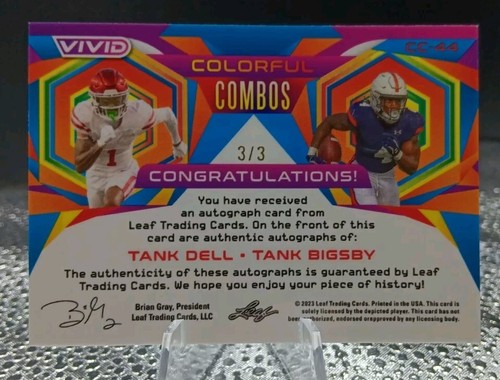 VIVID
CC-44
COLORFUL
COMBOS
1
4
3/3
CONGRATULATIONS!
You have received
an autograph card from
Leaf Trading Cards. On the front of this
card are authentic autographs of:
TANK DELL • TANK BIGSBY
The authenticity of these autographs is guaranteed by Leaf
Trading Cards. We hope you enjoy your piece of history!
Brian Gray, President
Leaf Trading Cards, LLC
Leaf
© 2023 Leaf Trading Cards. Printed in the USA. This card is
solely licensed by the depicted player. This card has not
been authorized, endorsed or approved by any licensing body.